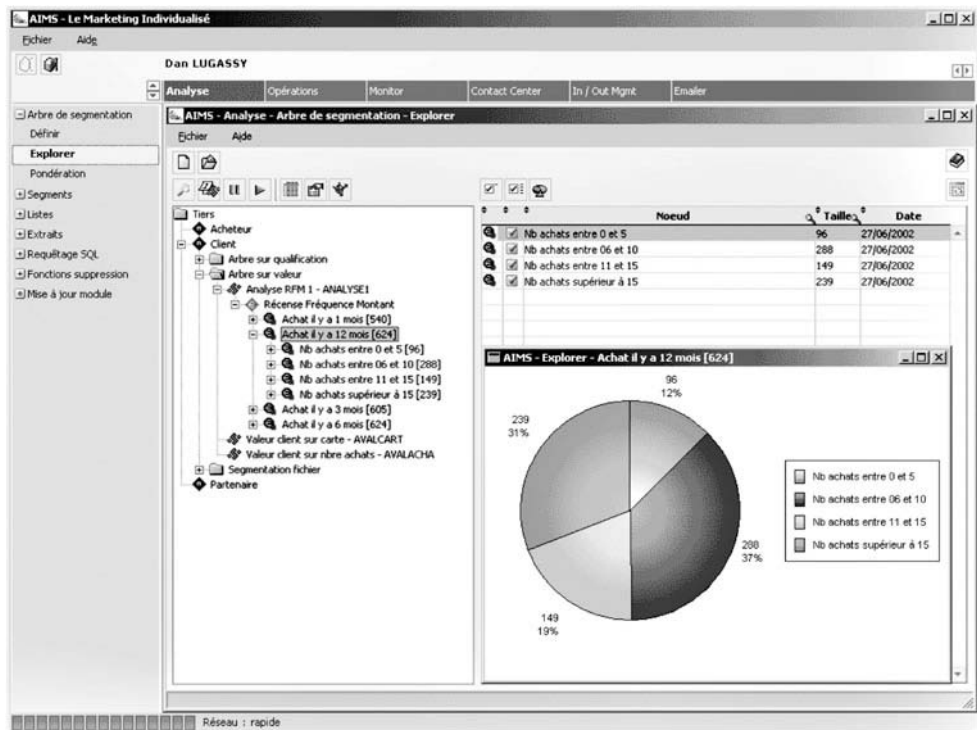 AIMS - Le Marketing Individualisé
Fichier Aide
Dan LUGASSY
Analyse Opérations Monitor Contact Center In / Out Mgmt Emailer
Arbre de segmentation
Définir
Explorer
Pondération
Segments
Listes
Extraits
Requêtage SQL
Fonctions suppression
Mise à jour module
AIMS - Analyse - Arbre de segmentation - Explorer
Fichier Aide
Tiers
Acheteur
Client
Arbre sur qualification
Arbre sur valeur
Analyse RFM 1 - ANALYSE1
Récense Fréquence Montant
Achat il y a 1 mois [540]
Achat il y a 12 mois [624]
Nb achats entre 0 et 5 [96]
Nb achats entre 06 et 10 [288]
Nb achats entre 11 et 15 [149]
Nb achats supérieur à 15 [239]
Achat il y a 3 mois [605]
Achat il y a 6 mois [624]
Valeur client sur carte - AVALCART
Valeur client sur nbre achats - AVALACHA
Segmentation fichier
Partenaire
Noeud Taille Date
Nb achats entre 0 et 5 96 27/06/2002
Nb achats entre 06 et 10 288 27/06/2002
Nb achats entre 11 et 15 149 27/06/2002
Nb achats supérieur à 15 239 27/06/2002
AIMS - Explorer - Achat il y a 12 mois [624]
96
12%
239
31%
288
37%
149
19%
Nb achats entre 0 et 5
Nb achats entre 06 et 10
Nb achats entre 11 et 15
Nb achats supérieur à 15
Réseau : rapide